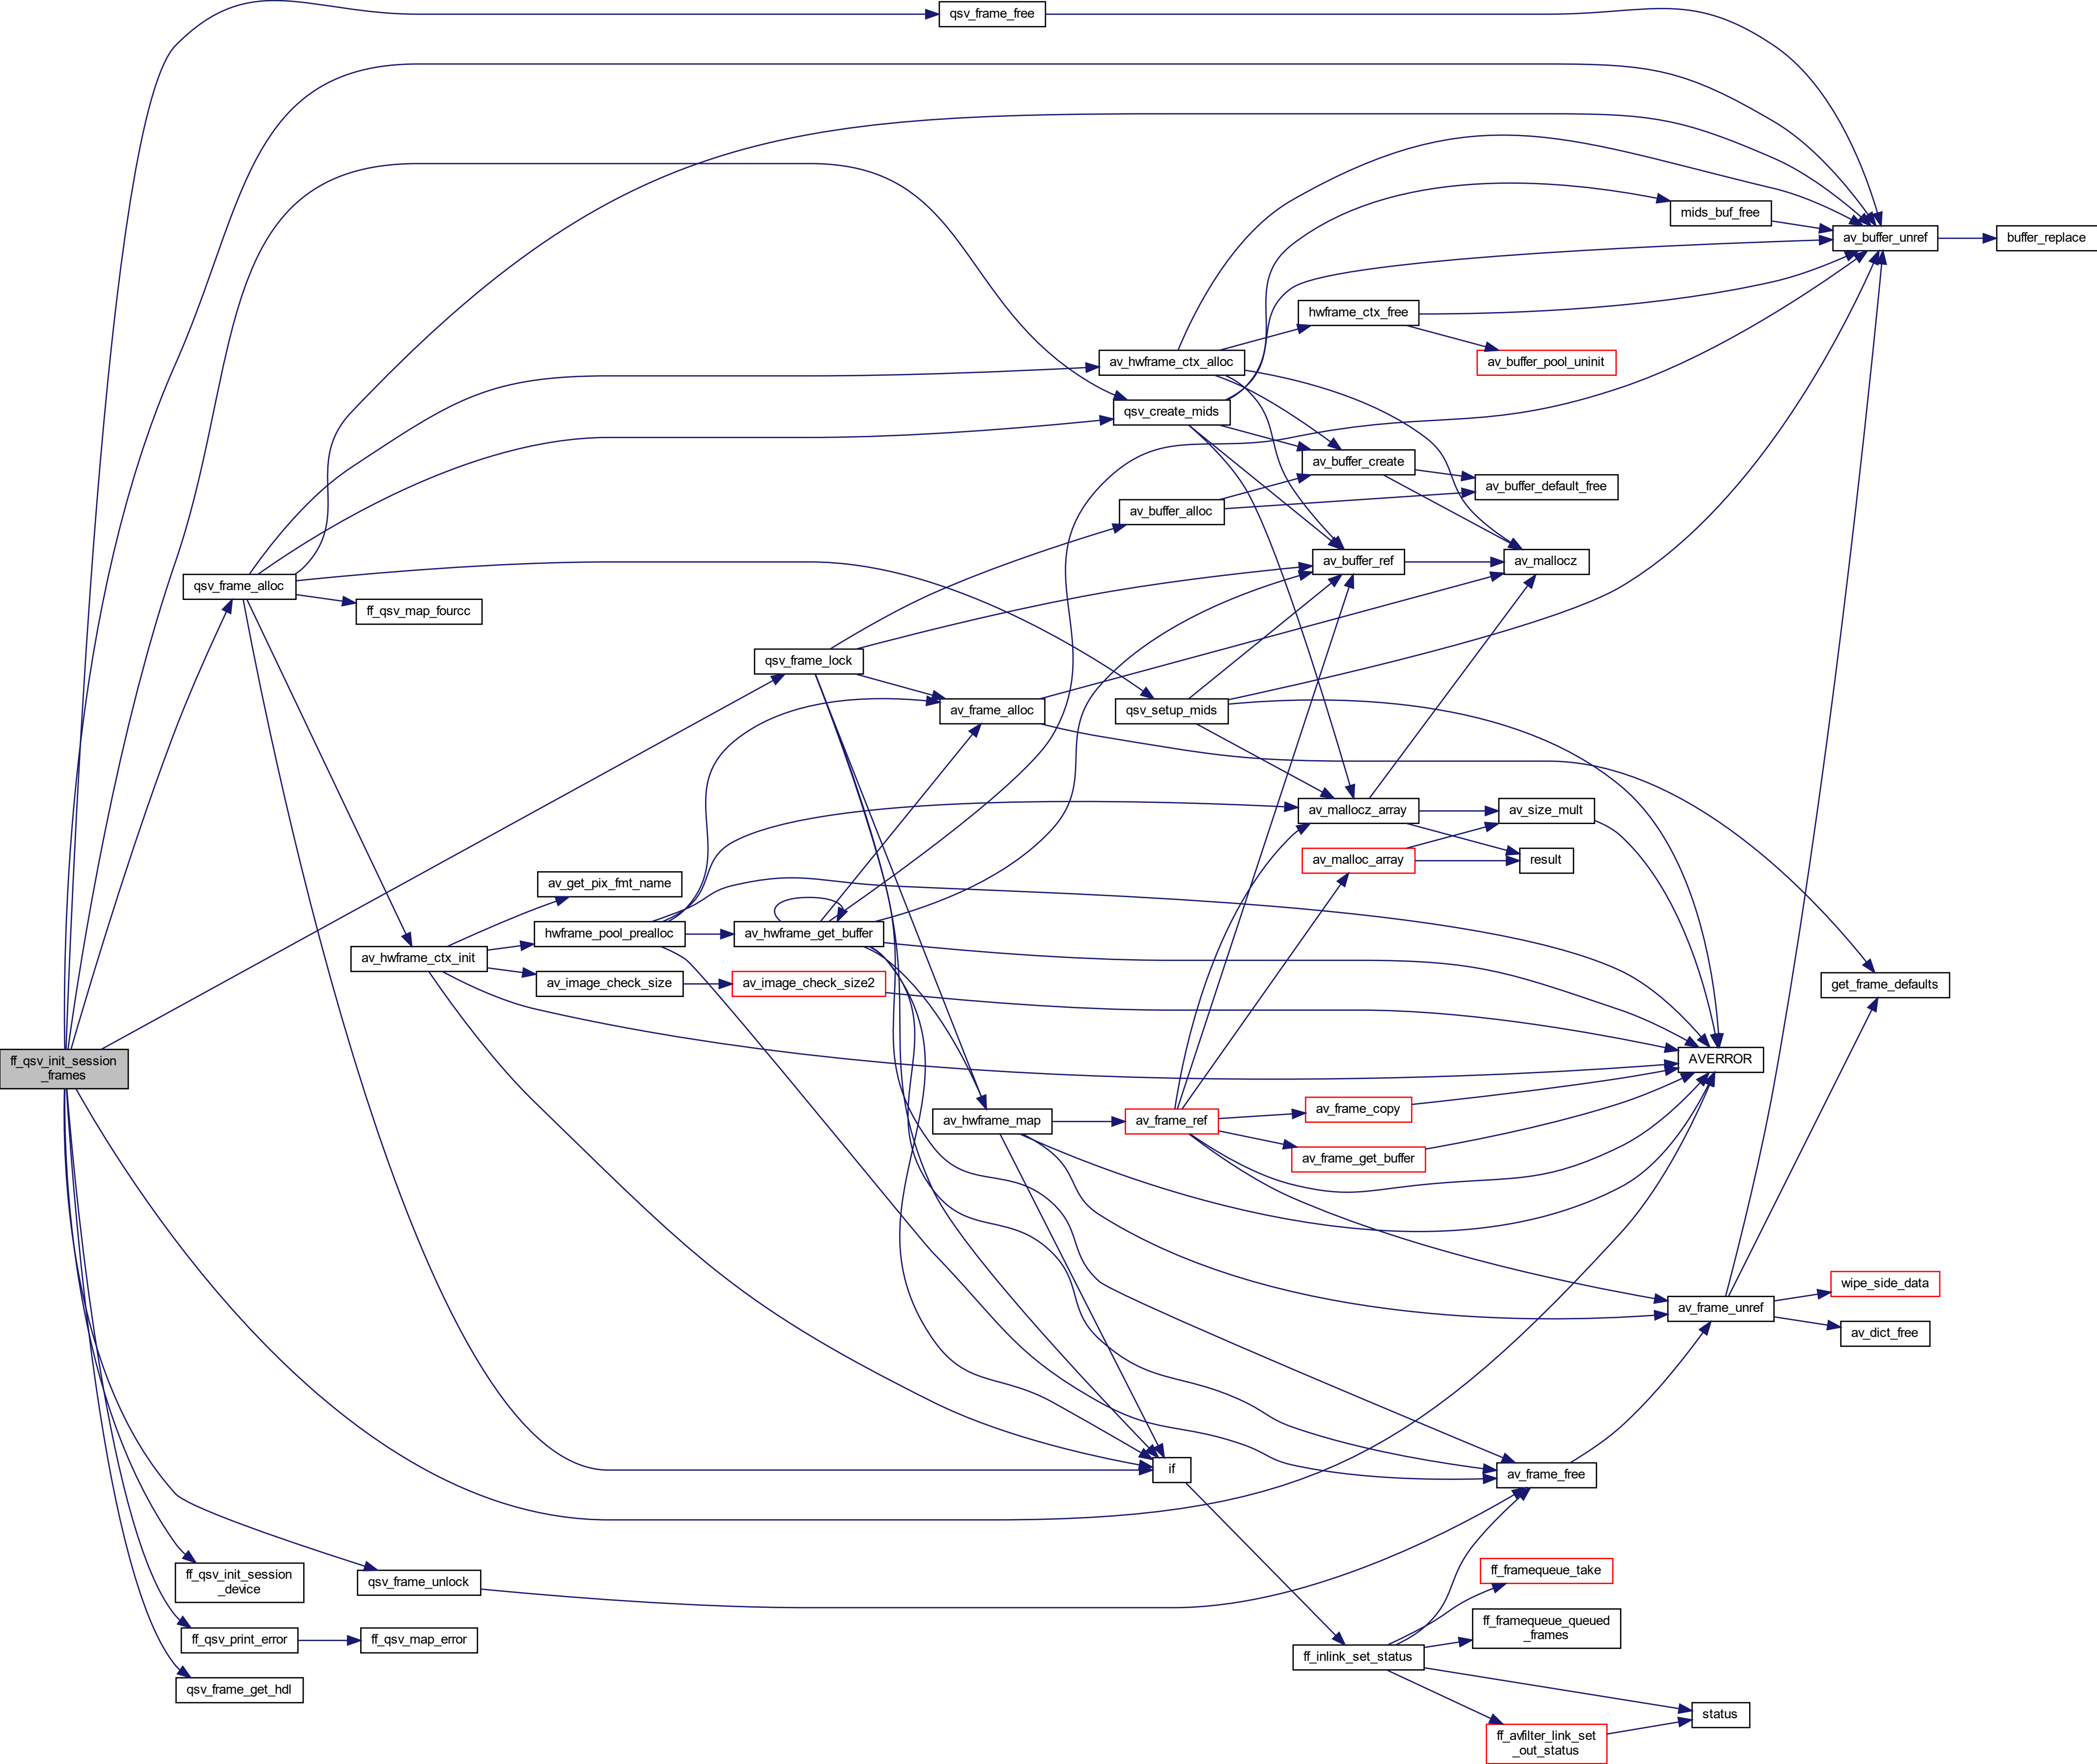 qsv_frame_free
mids_buf_free
av_buffer_unref
buffer_replace
hwframe_ctx_free
av_hwframe_ctx_alloc
av_buffer_pool_uninit
qsv_create_mids
av_buffer_create
av_buffer_default_free
av_buffer_alloc
av_buffer_ref
av_mallocz
qsv_frame_alloc
ff_qsv_map_fourcc
qsv_frame_lock
av_frame_alloc
qsv_setup_mids
av_mallocz_array
av_size_mult
av_malloc_array
result
av_get_pix_fmt_name
hwframe_pool_prealloc
av_hwframe_get_buffer
av_hwframe_ctx_init
av_image_check_size
av_image_check_size2
get_frame_defaults
ff_qsv_init_session
_frames
AVERROR
av_hwframe_map
av_frame_ref
av_frame_copy
av_frame_get_buffer
wipe_side_data
av_frame_unref
av_dict_free
if
av_frame_free
ff_qsv_init_session
_device
qsv_frame_unlock
ff_framequeue_take
ff_framequeue_queued
_frames
ff_qsv_print_error
ff_qsv_map_error
ff_inlink_set_status
qsv_frame_get_hdl
status
ff_avfilter_link_set
_out_status